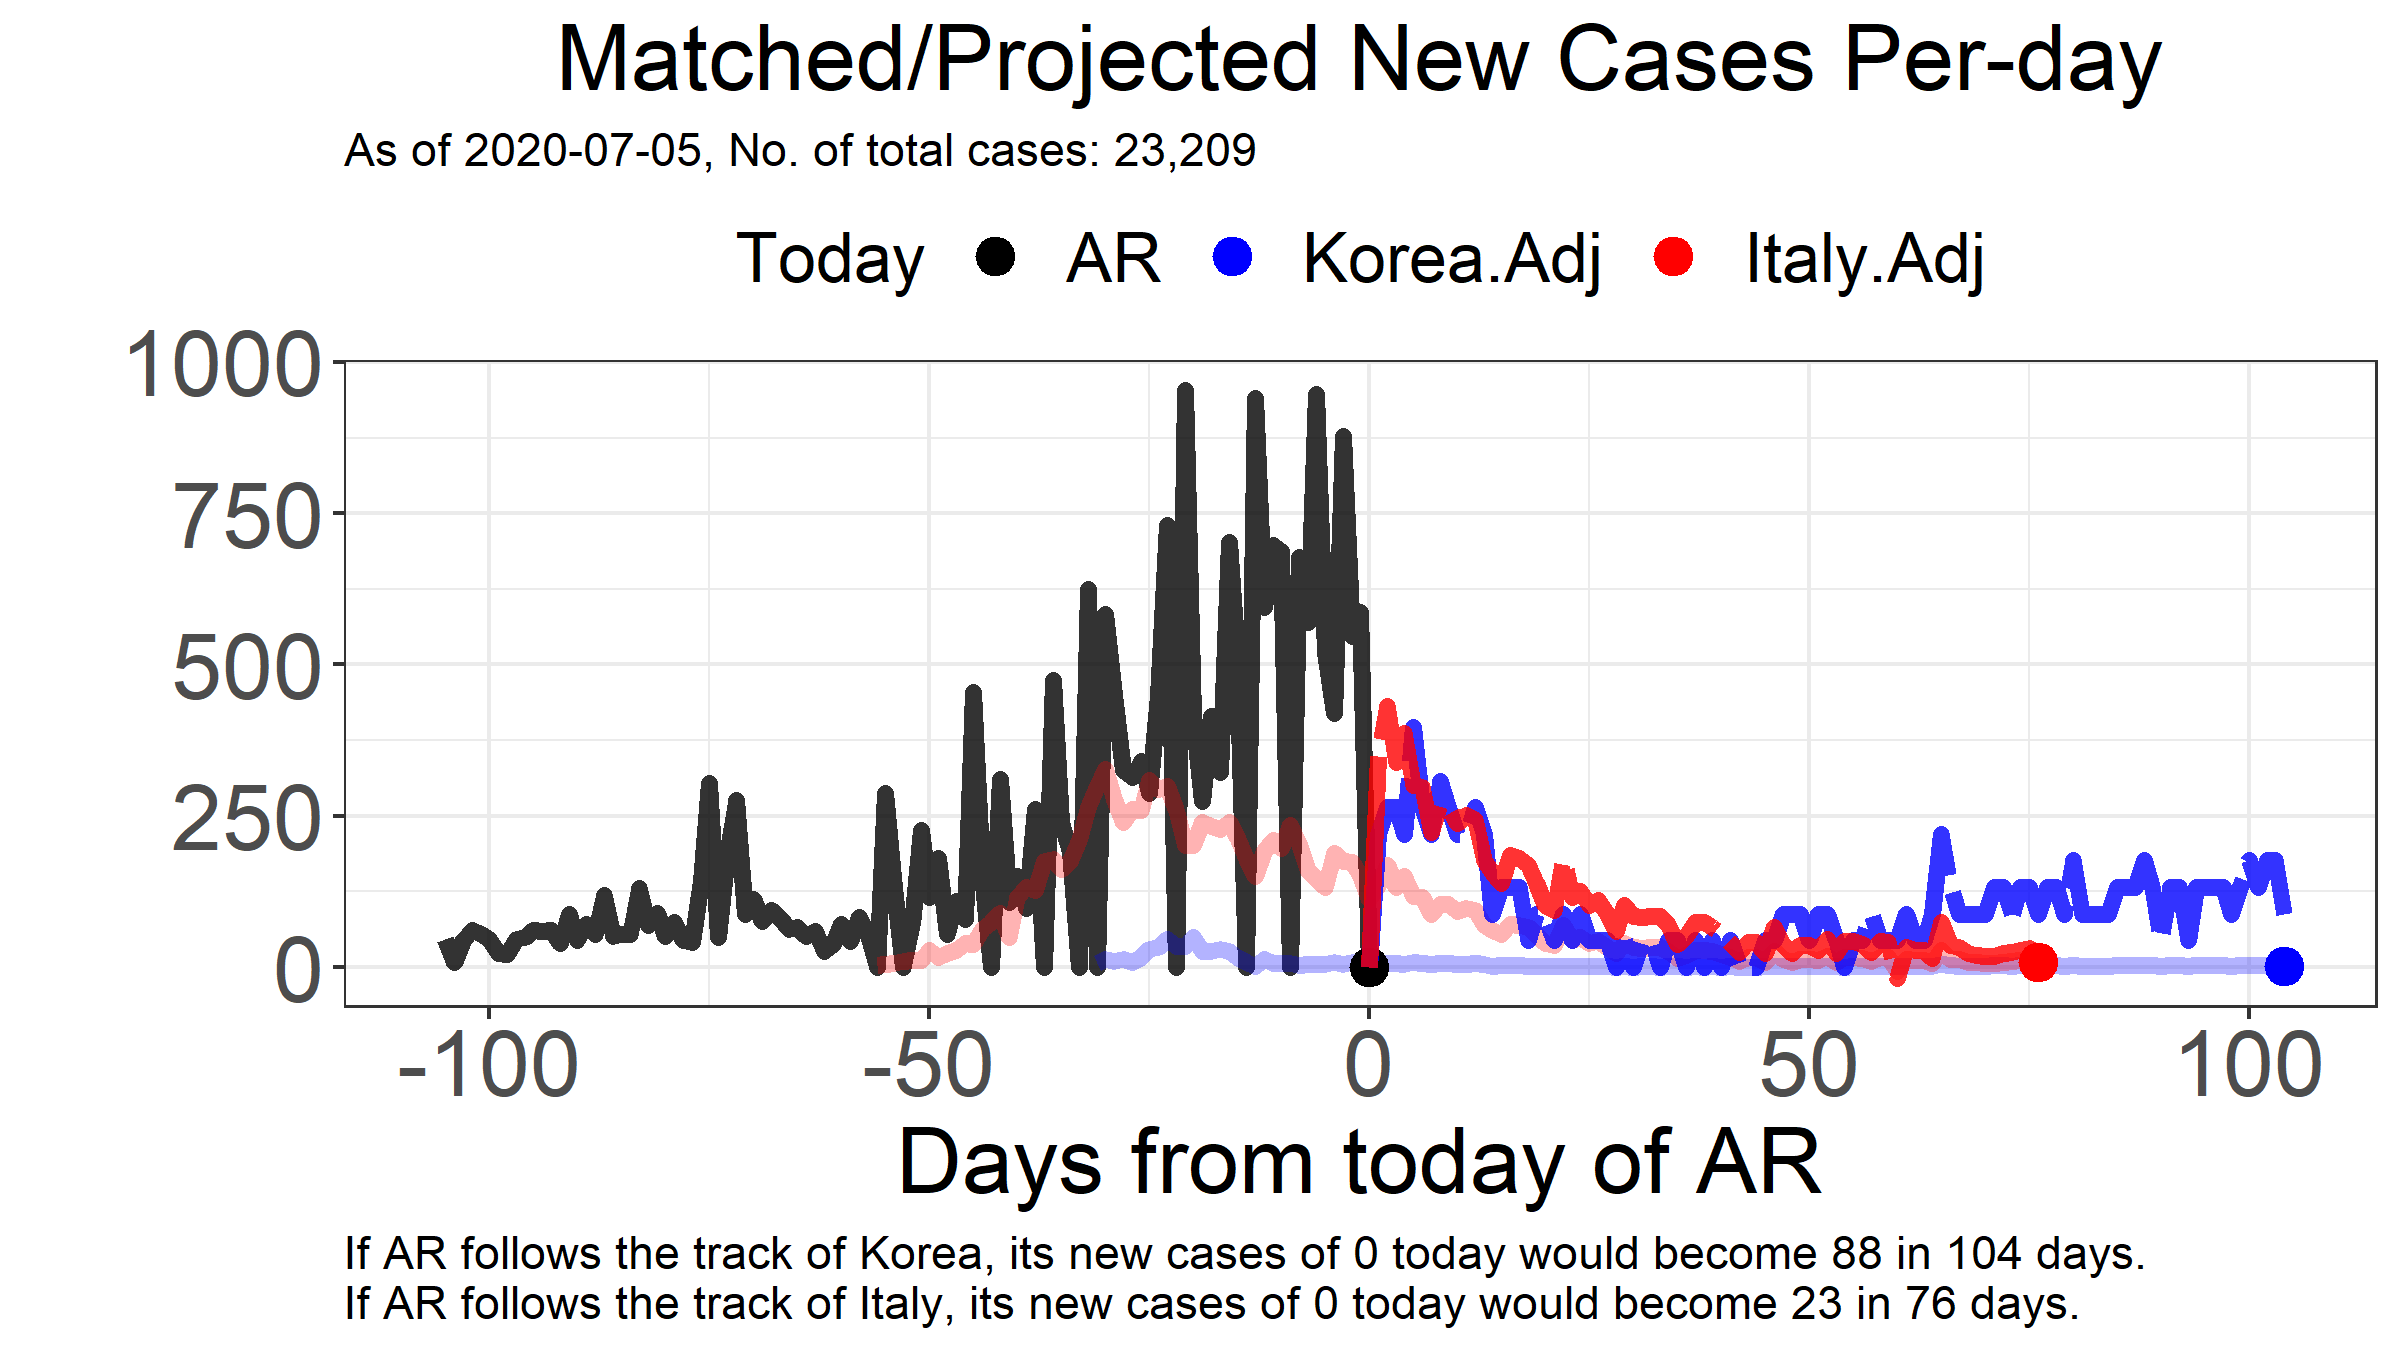 Matched/Projected New Cases Per-day
As of 2020-07-05, No. of total cases: 23,209
Today AR Korea.Adj Italy.Adj
1000
750
500
250
0
-100 -50 0 50 100
Days from today of AR
If AR follows the track of Korea, its new cases of 0 today would become 88 in 104 days.
If AR follows the track of Italy, its new cases of 0 today would become 23 in 76 days.